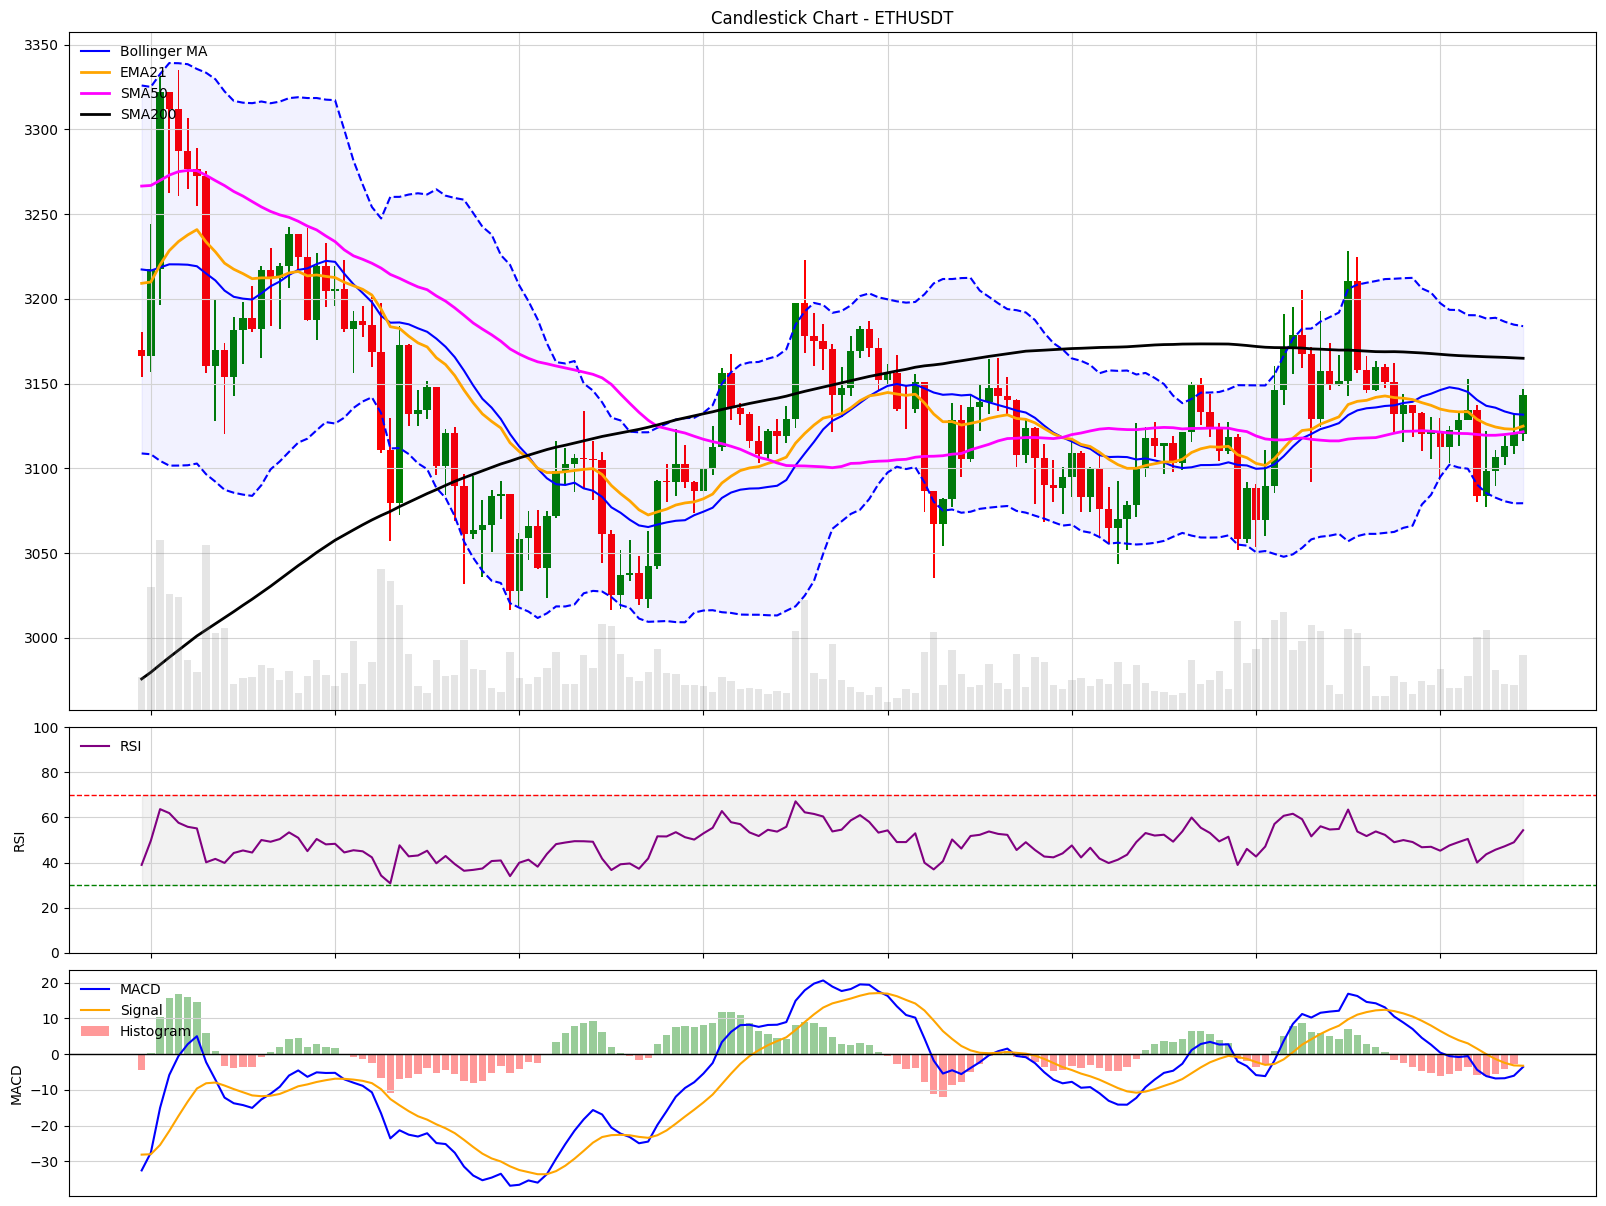 Candlestick Chart - ETHUSDT
3350
3300
3250
3200
3150
3100
3050
3000
Bollinger MA
EMA21
SMA50
SMA200
100
80
60
40
20
0
RSI
RSI
20
10
0
−10
−20
−30
MACD
MACD
Signal
Histogram